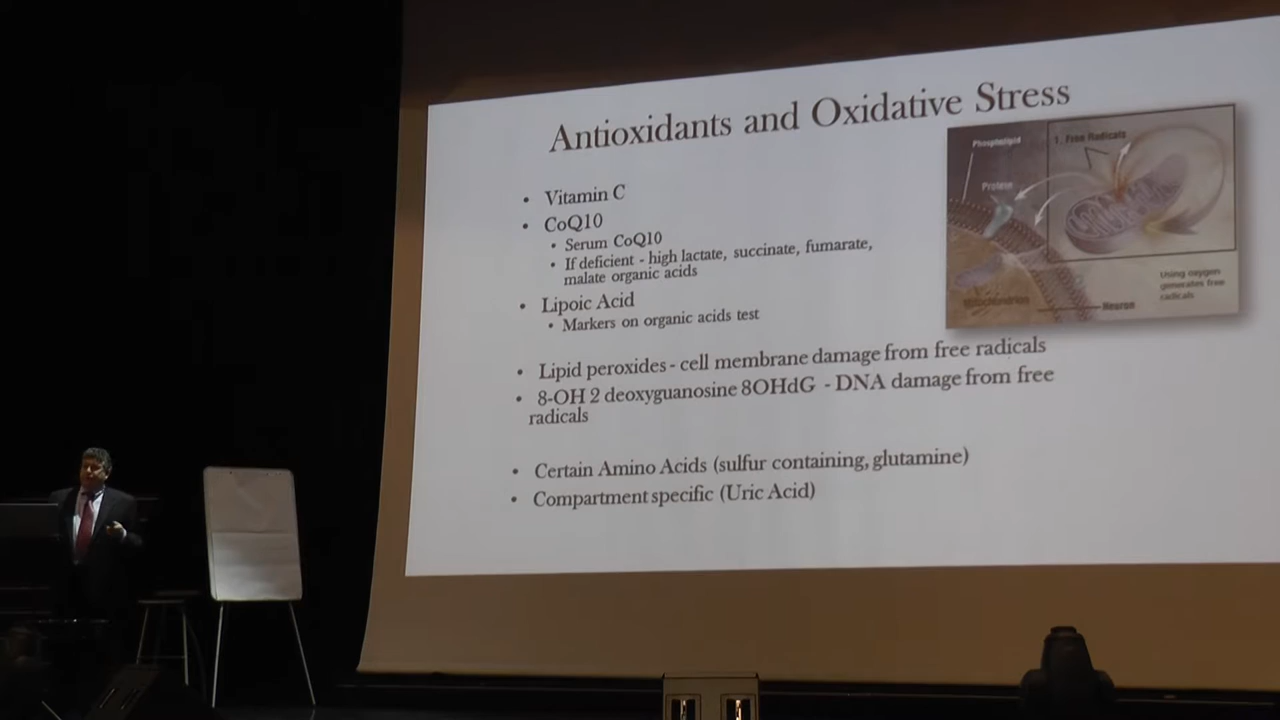 Antioxidants and Oxidative Stress
• Vitamin C
• CoQ10
• Serum CoQ10
• If deficient - high lactate, succinate, fumarate,
malate organic acids
• Lipoic Acid
• Markers on organic acids test
• Lipid peroxides - cell membrane damage from free radicals
• 8-OH 2 deoxyguanosine 8OHdG - DNA damage from free
radicals
• Certain Amino Acids (sulfur containing, glutamine)
• Compartment specific (Uric Acid)
Phospholipid
1. Free Radicals
Protein
Mitochondrion
Neuron
Using oxygen
generates free
radicals